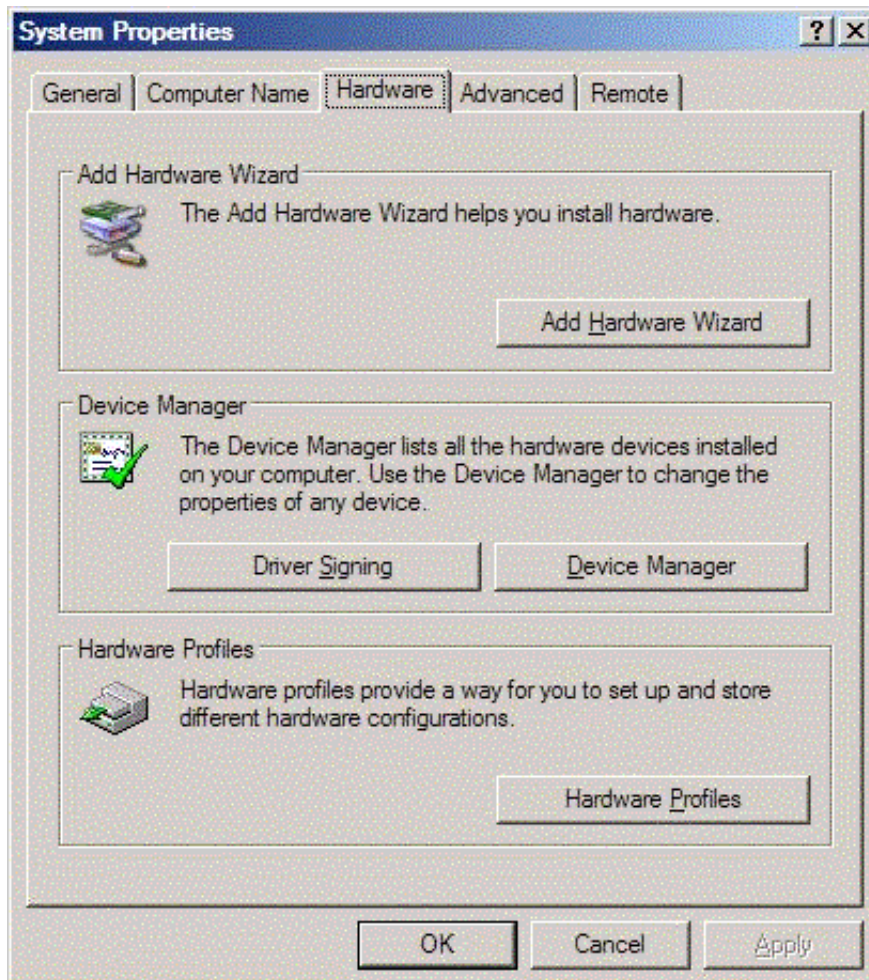 System Properties
General
Computer Name
Hardware
Advanced
Remote
Add Hardware Wizard
The Add Hardware Wizard helps you install hardware.
Add Hardware Wizard
Device Manager
The Device Manager lists all the hardware devices installed
on your computer. Use the Device Manager to change the
properties of any device.
Driver Signing
Device Manager
Hardware Profiles
Hardware profiles provide a way for you to set up and store
different hardware configurations.
Hardware Profiles
OK
Cancel
Apply